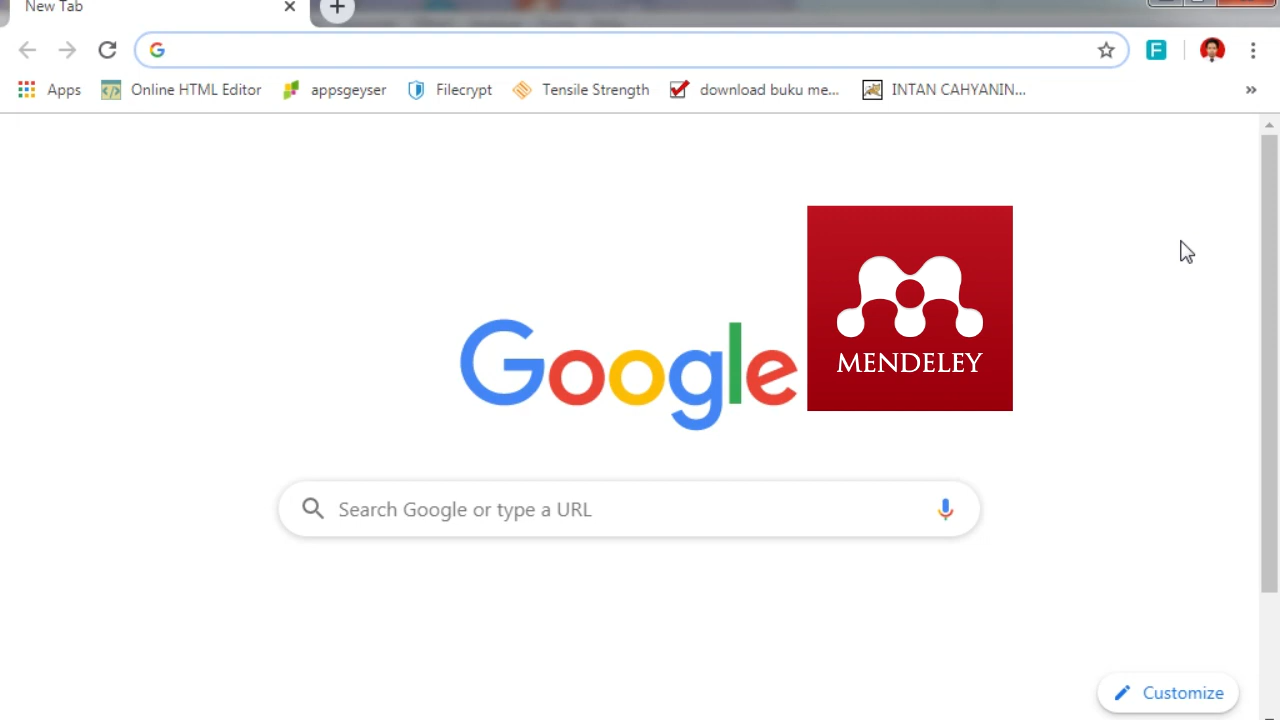 New Tab
Apps Online HTML Editor appsgeyser Filecrypt Tensile Strength download buku me... INTAN CAHYANIN...
Google
MENDELEY
Search Google or type a URL
Customize